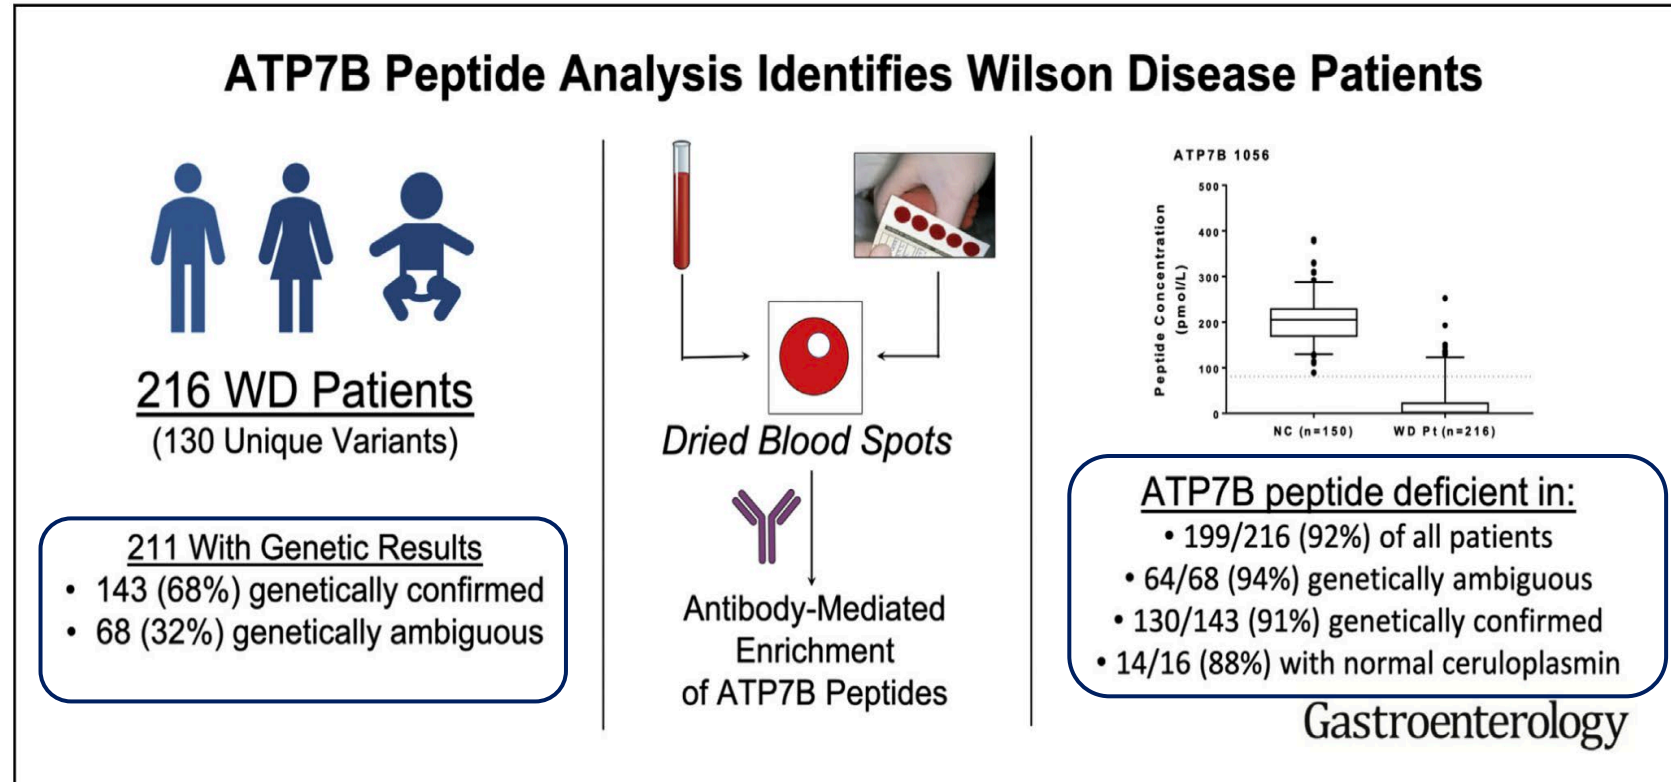 ATP7B Peptide Analysis Identifies Wilson Disease Patients
216 WD Patients
(130 Unique Variants)
211 With Genetic Results
• 143 (68%) genetically confirmed
• 68 (32%) genetically ambiguous
Dried Blood Spots
Antibody-Mediated
Enrichment
of ATP7B Peptides
ATP7B 1056
Peptide Concentration
(pmol/L)
500
400
300
200
100
0
NC (n=150)
WD Pt (n=216)
ATP7B peptide deficient in:
• 199/216 (92%) of all patients
• 64/68 (94%) genetically ambiguous
• 130/143 (91%) genetically confirmed
• 14/16 (88%) with normal ceruloplasmin
Gastroenterology